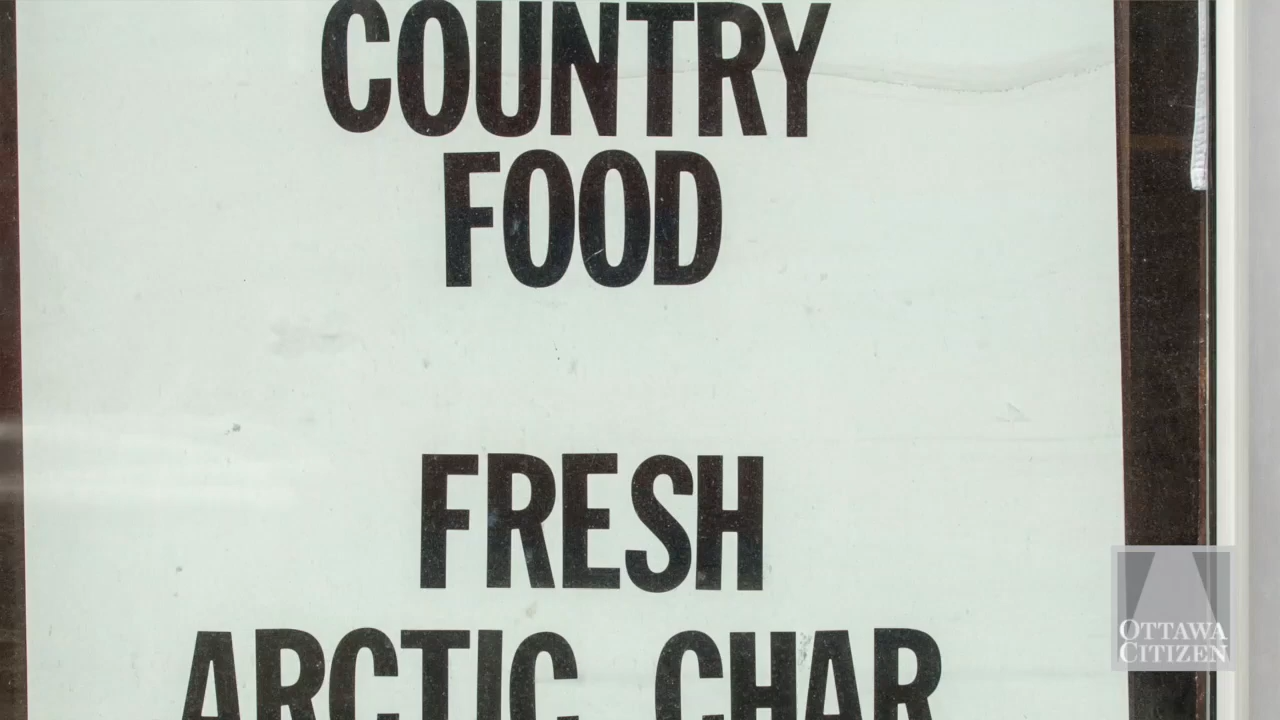 COUNTRY
FOOD
FRESH
ARCTIC CHAR
OTTAWA
CITIZEN